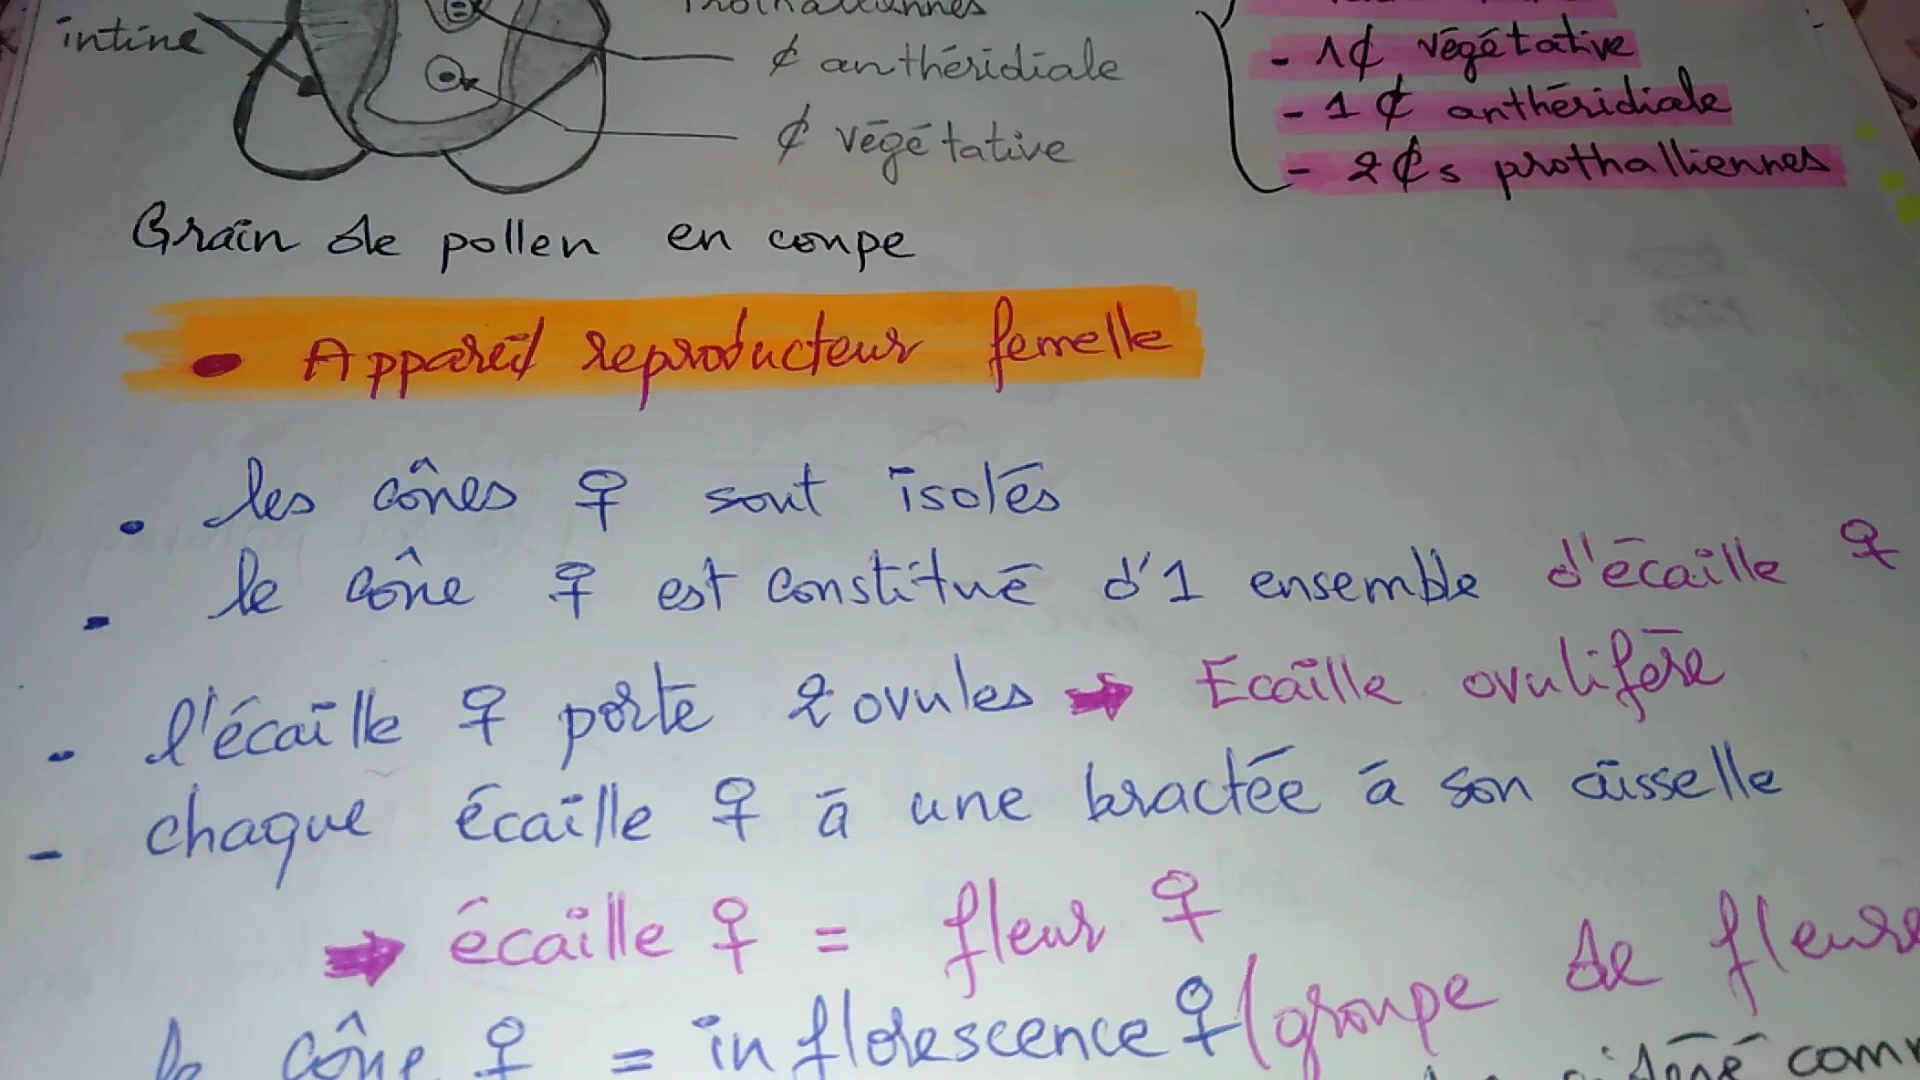 Prothalliennes
intine
¢ anthéridiale
¢ végétative
- 1¢ végétative
- 1 ¢ anthéridiale
- 2 ¢s prothalliennes
Grain de pollen en coupe
• Appareil reproducteur femelle
• les cônes ♀ sont isolés
- le cône ♀ est constitué d'1 ensemble d'écaille ♀
- l'écaille ♀ porte 2 ovules ➡ Ecaille ovulifère
- chaque écaille ♀ à une bractée à son aisselle
➡ écaille ♀ = fleur ♀
le cône ♀ = inflorescence ♀ (groupe de fleurs